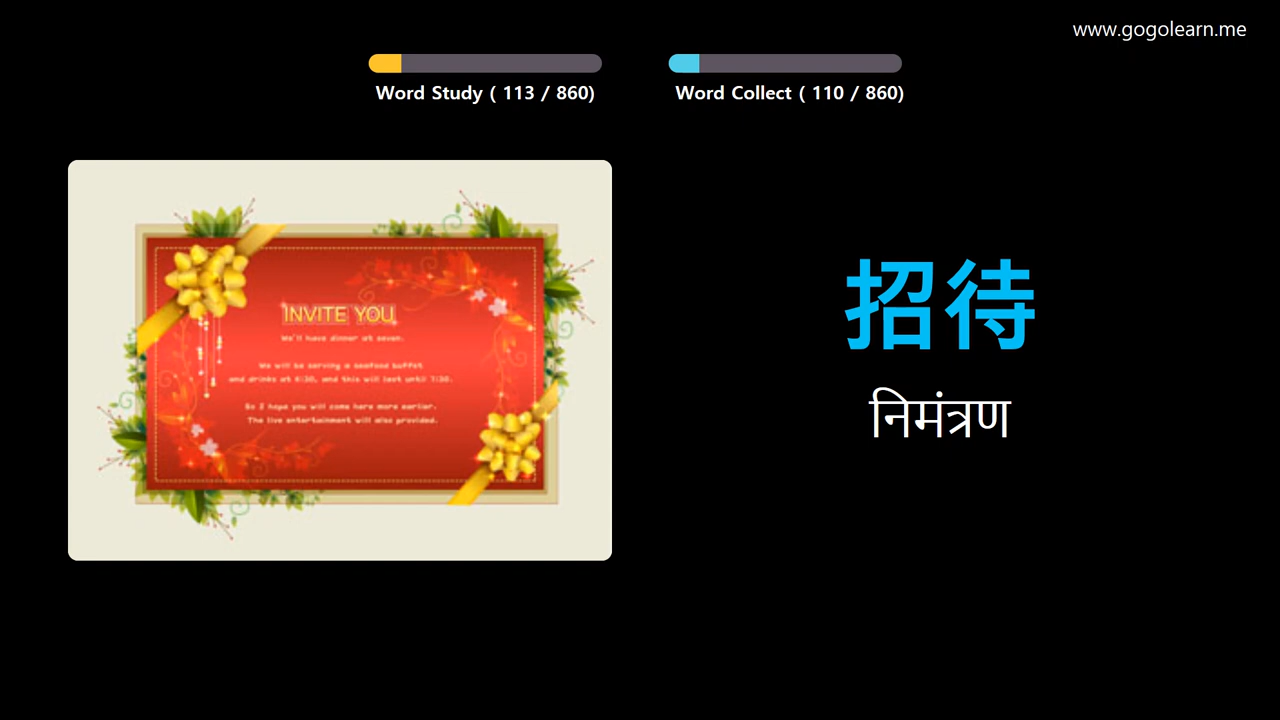 www.gogolearn.me
Word Study ( 113 / 860)
Word Collect ( 110 / 860)
INVITE YOU
We'll have dinner at seven.
We will be serving a seafood buffet
and drinks at 6:30, and this will last until 7:30.
So I hope you will come here more earlier.
The live entertainment will also provided.
招待
निमंत्रण